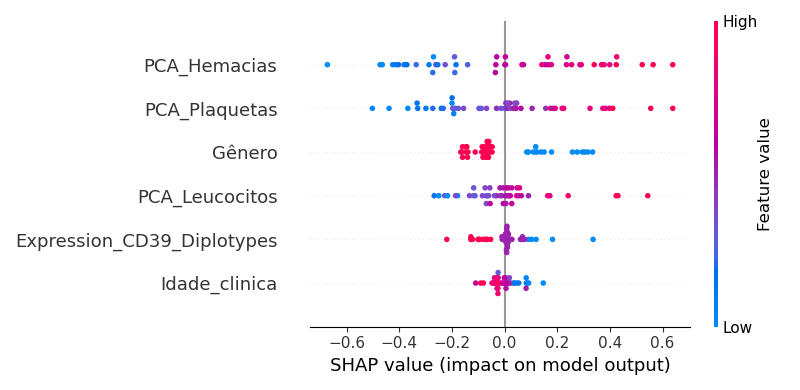 High
PCA_Hemacias
PCA_Plaquetas
Gênero
PCA_Leucocitos
Expression_CD39_Diplotypes
Idade_clinica
Feature value
Low
−0.6 −0.4 −0.2 0.0 0.2 0.4 0.6
SHAP value (impact on model output)